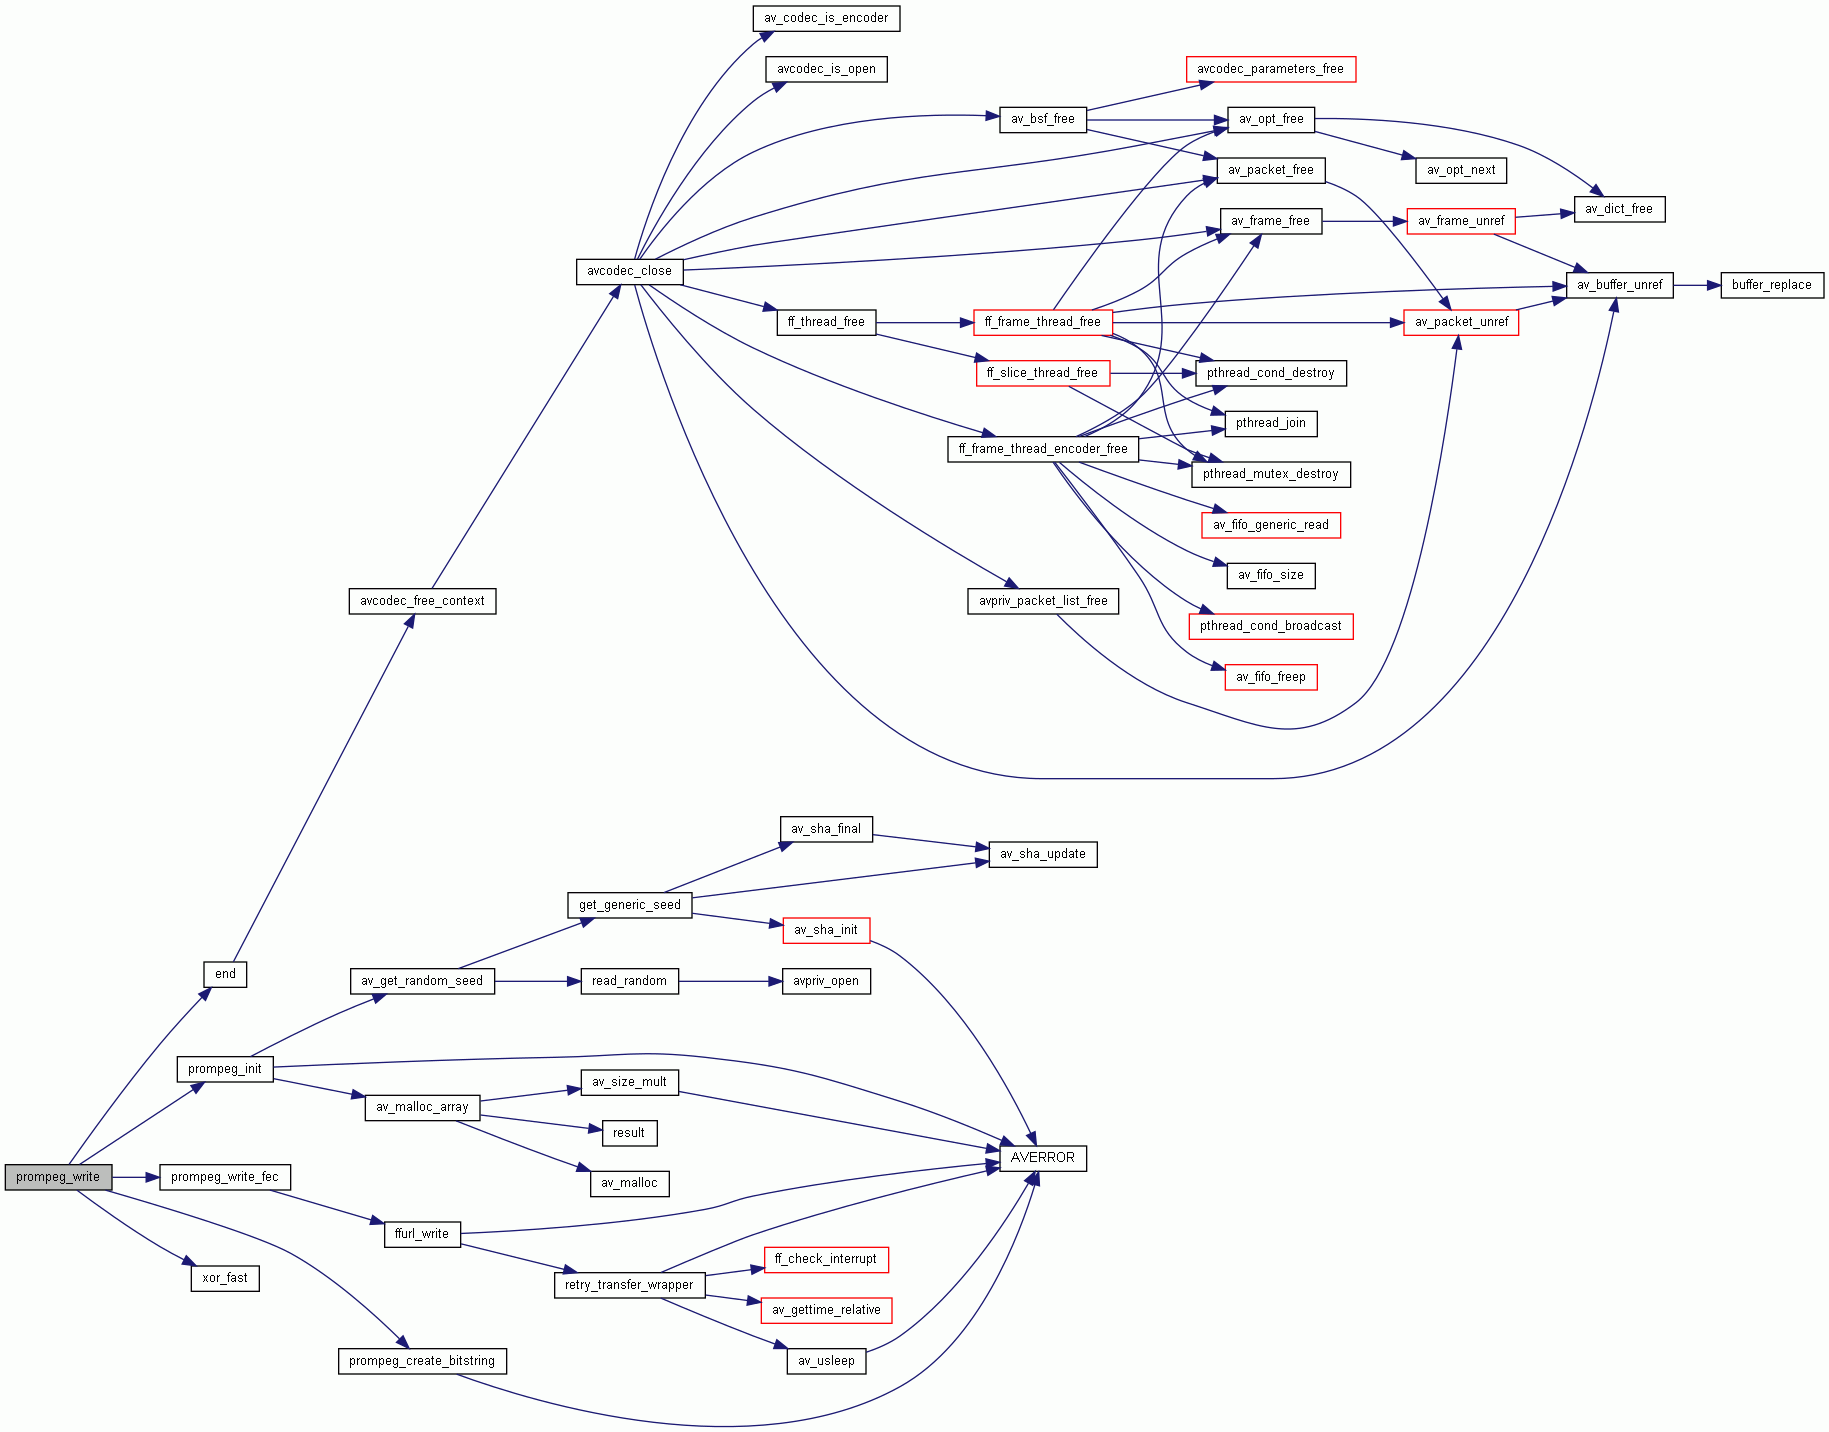 av_codec_is_encoder
avcodec_is_open
avcodec_parameters_free
av_bsf_free
av_opt_free
av_packet_free
av_opt_next
av_dict_free
av_frame_free
av_frame_unref
avcodec_close
av_buffer_unref
buffer_replace
ff_thread_free
ff_frame_thread_free
av_packet_unref
ff_slice_thread_free
pthread_cond_destroy
pthread_join
ff_frame_thread_encoder_free
pthread_mutex_destroy
av_fifo_generic_read
av_fifo_size
avcodec_free_context
avpriv_packet_list_free
pthread_cond_broadcast
av_fifo_freep
av_sha_final
av_sha_update
get_generic_seed
av_sha_init
end
av_get_random_seed
read_random
avpriv_open
prompeg_init
av_size_mult
av_malloc_array
result
AVERROR
prompeg_write
prompeg_write_fec
av_malloc
ffurl_write
ff_check_interrupt
xor_fast
retry_transfer_wrapper
av_gettime_relative
prompeg_create_bitstring
av_usleep